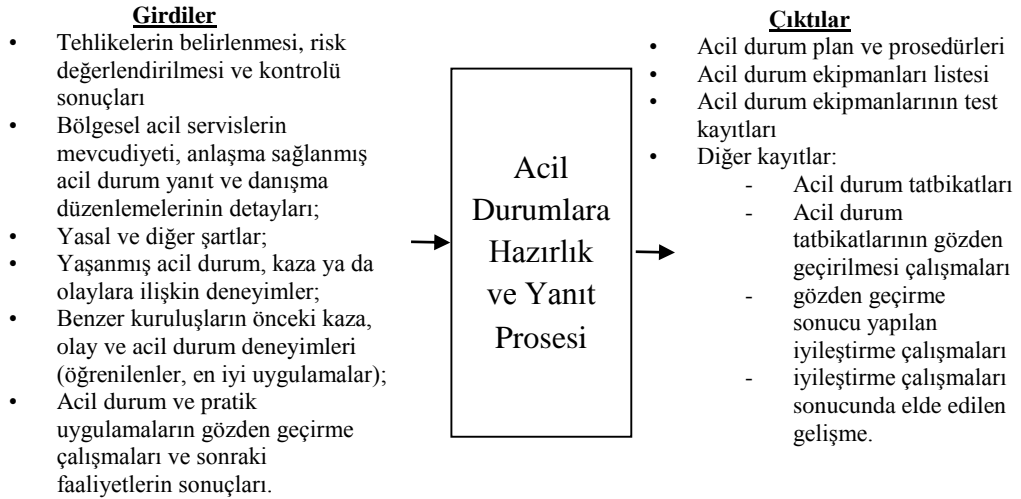 Girdiler
• Tehlikelerin belirlenmesi, risk
değerlendirilmesi ve kontrolü
sonuçları
• Bölgesel acil servislerin
mevcudiyeti, anlaşma sağlanmış
acil durum yanıt ve danışma
düzenlemelerinin detayları;
• Yasal ve diğer şartlar;
• Yaşanmış acil durum, kaza ya da
olaylara ilişkin deneyimler;
• Benzer kuruluşların önceki kaza,
olay ve acil durum deneyimleri
(öğrenilenler, en iyi uygulamalar);
• Acil durum ve pratik
uygulamaların gözden geçirme
çalışmaları ve sonraki
faaliyetlerin sonuçları.
Acil
Durumlara
Hazırlık
ve Yanıt
Prosesi
Çıktılar
• Acil durum plan ve prosedürleri
• Acil durum ekipmanları listesi
• Acil durum ekipmanlarının test
kayıtları
• Diğer kayıtlar:
- Acil durum tatbikatları
- Acil durum
tatbikatlarının gözden
geçirilmesi çalışmaları
- gözden geçirme
sonucu yapılan
iyileştirme çalışmaları
- iyileştirme çalışmaları
sonucunda elde edilen
gelişme.